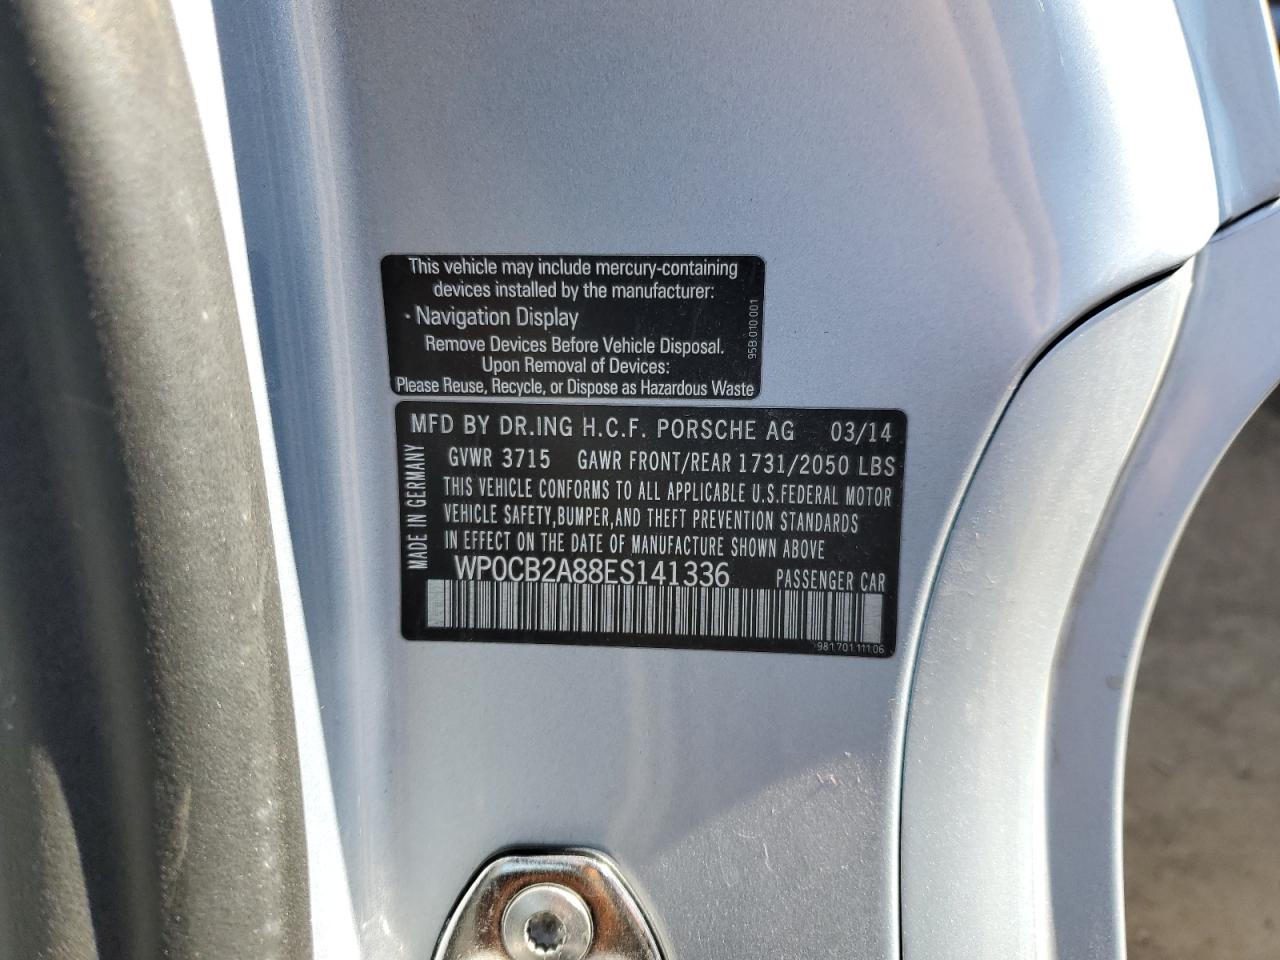 This vehicle may include mercury-containing
devices installed by the manufacturer:
· Navigation Display
Remove Devices Before Vehicle Disposal.
Upon Removal of Devices:
Please Reuse, Recycle, or Dispose as Hazardous Waste
95B 010 001
MFD BY DR.ING H.C.F. PORSCHE AG 03/14
GVWR 3715 GAWR FRONT/REAR 1731/2050 LBS
THIS VEHICLE CONFORMS TO ALL APPLICABLE U.S.FEDERAL MOTOR
VEHICLE SAFETY,BUMPER,AND THEFT PREVENTION STANDARDS
IN EFFECT ON THE DATE OF MANUFACTURE SHOWN ABOVE
WP0CB2A88ES141336 PASSENGER CAR
MADE IN GERMANY
981.701.111.06